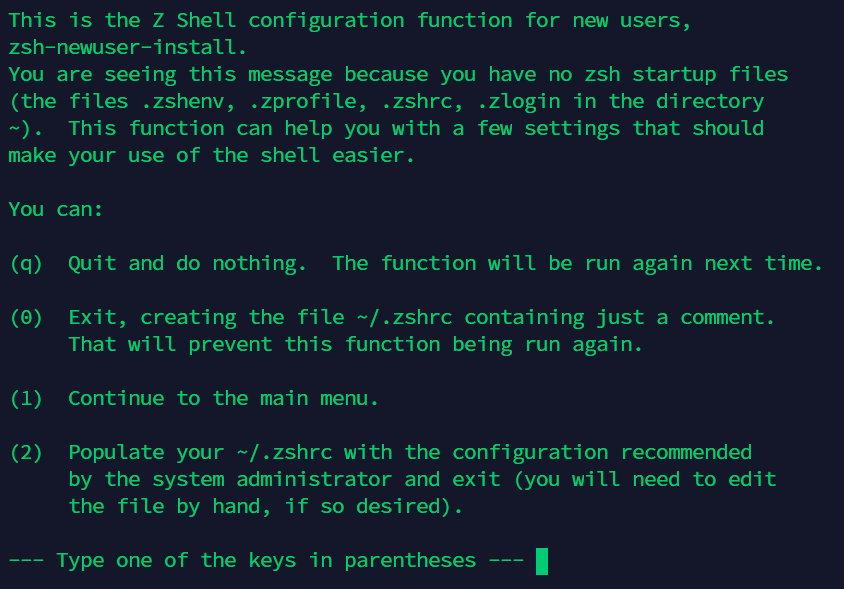 This is the Z Shell configuration function for new users,
zsh-newuser-install.
You are seeing this message because you have no zsh startup files
(the files .zshenv, .zprofile, .zshrc, .zlogin in the directory
~).  This function can help you with a few settings that should
make your use of the shell easier.

You can:

(q)  Quit and do nothing.  The function will be run again next time.

(0)  Exit, creating the file ~/.zshrc containing just a comment.
     That will prevent this function being run again.

(1)  Continue to the main menu.

(2)  Populate your ~/.zshrc with the configuration recommended
     by the system administrator and exit (you will need to edit
     the file by hand, if so desired).

--- Type one of the keys in parentheses ---